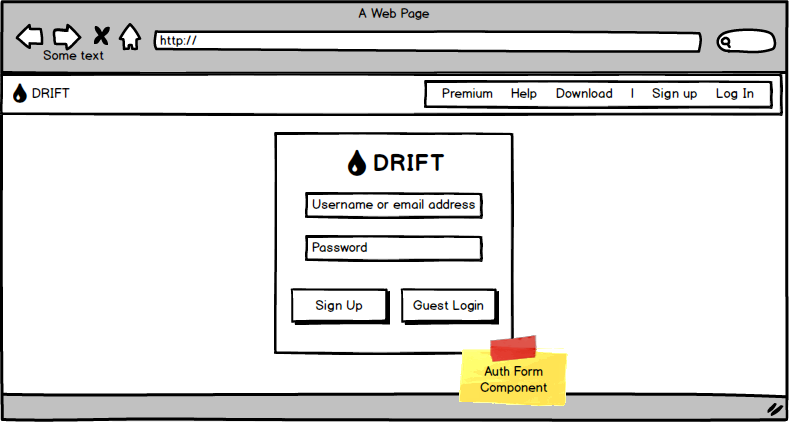 A Web Page
http://
Some text
DRIFT
Premium Help Download | Sign up Log In
DRIFT
Username or email address
Password
Sign Up
Guest Login
Auth Form
Component